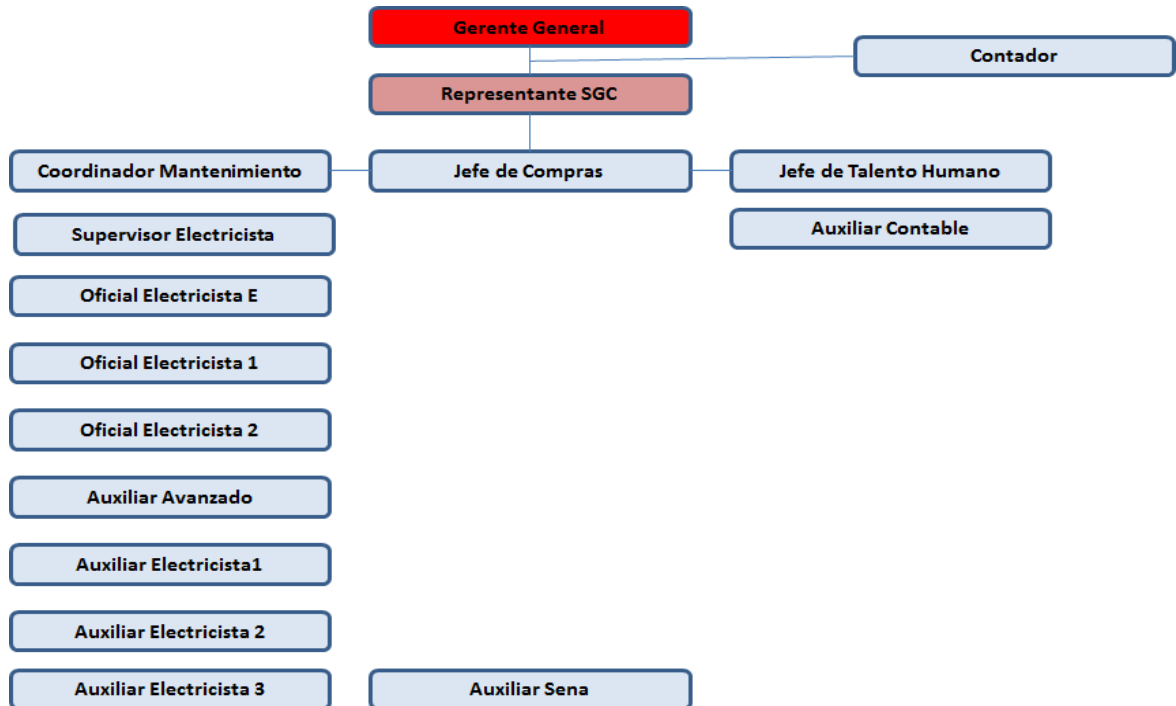 Gerente General
Contador
Representante SGC
Coordinador Mantenimiento
Jefe de Compras
Jefe de Talento Humano
Supervisor Electricista
Auxiliar Contable
Oficial Electricista E
Oficial Electricista 1
Oficial Electricista 2
Auxiliar Avanzado
Auxiliar Electricista1
Auxiliar Electricista 2
Auxiliar Electricista 3
Auxiliar Sena